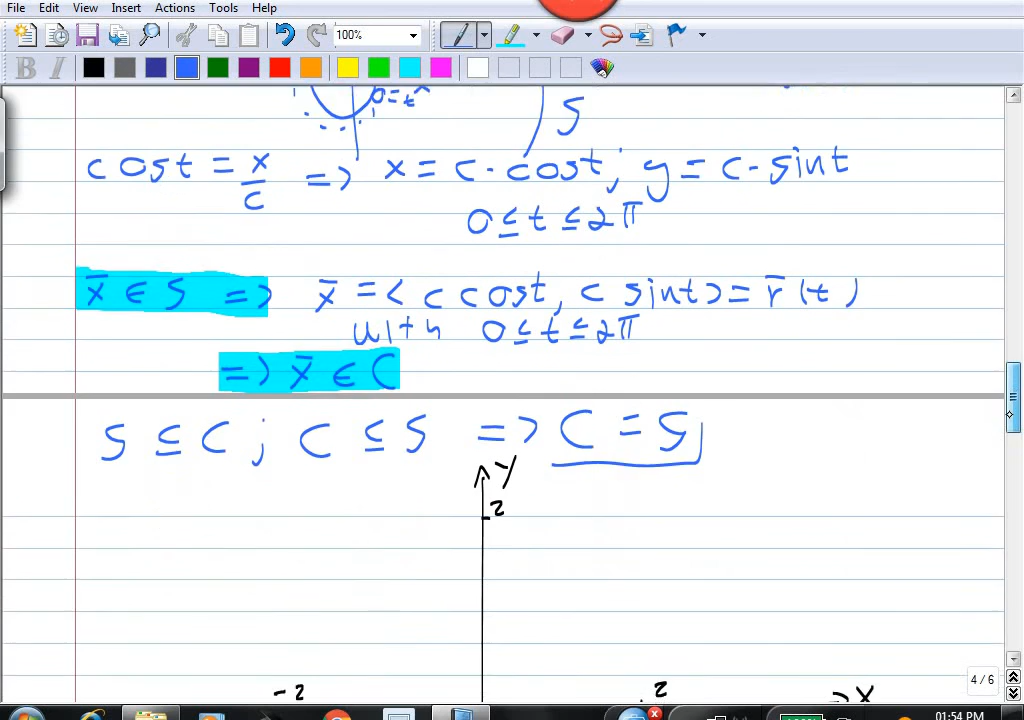 File Edit View Insert Actions Tools Help
100%
B I
0=t
S
cost = x/c => x = c · cost; y = c · sint
0 ≤ t ≤ 2π
x̄ ∈ S => x̄ = < c cost, c sint > = r̄(t)
with 0 ≤ t ≤ 2π
=> x̄ ∈ C
S ⊆ C; C ⊆ S => C = S
Y
2
-2 2 X
4 / 6
01:54 PM